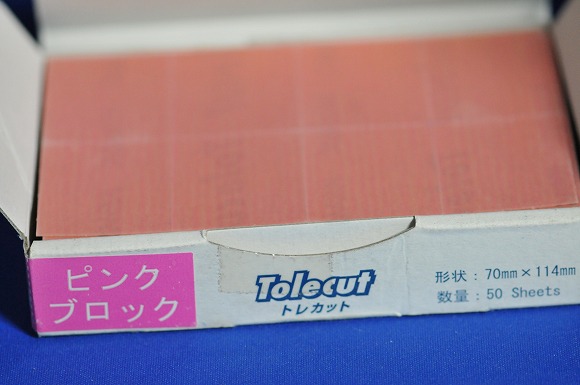 ピンク
ブロック
Tolecut
トレカット
形状：70mm×114mm
数量：50 Sheets